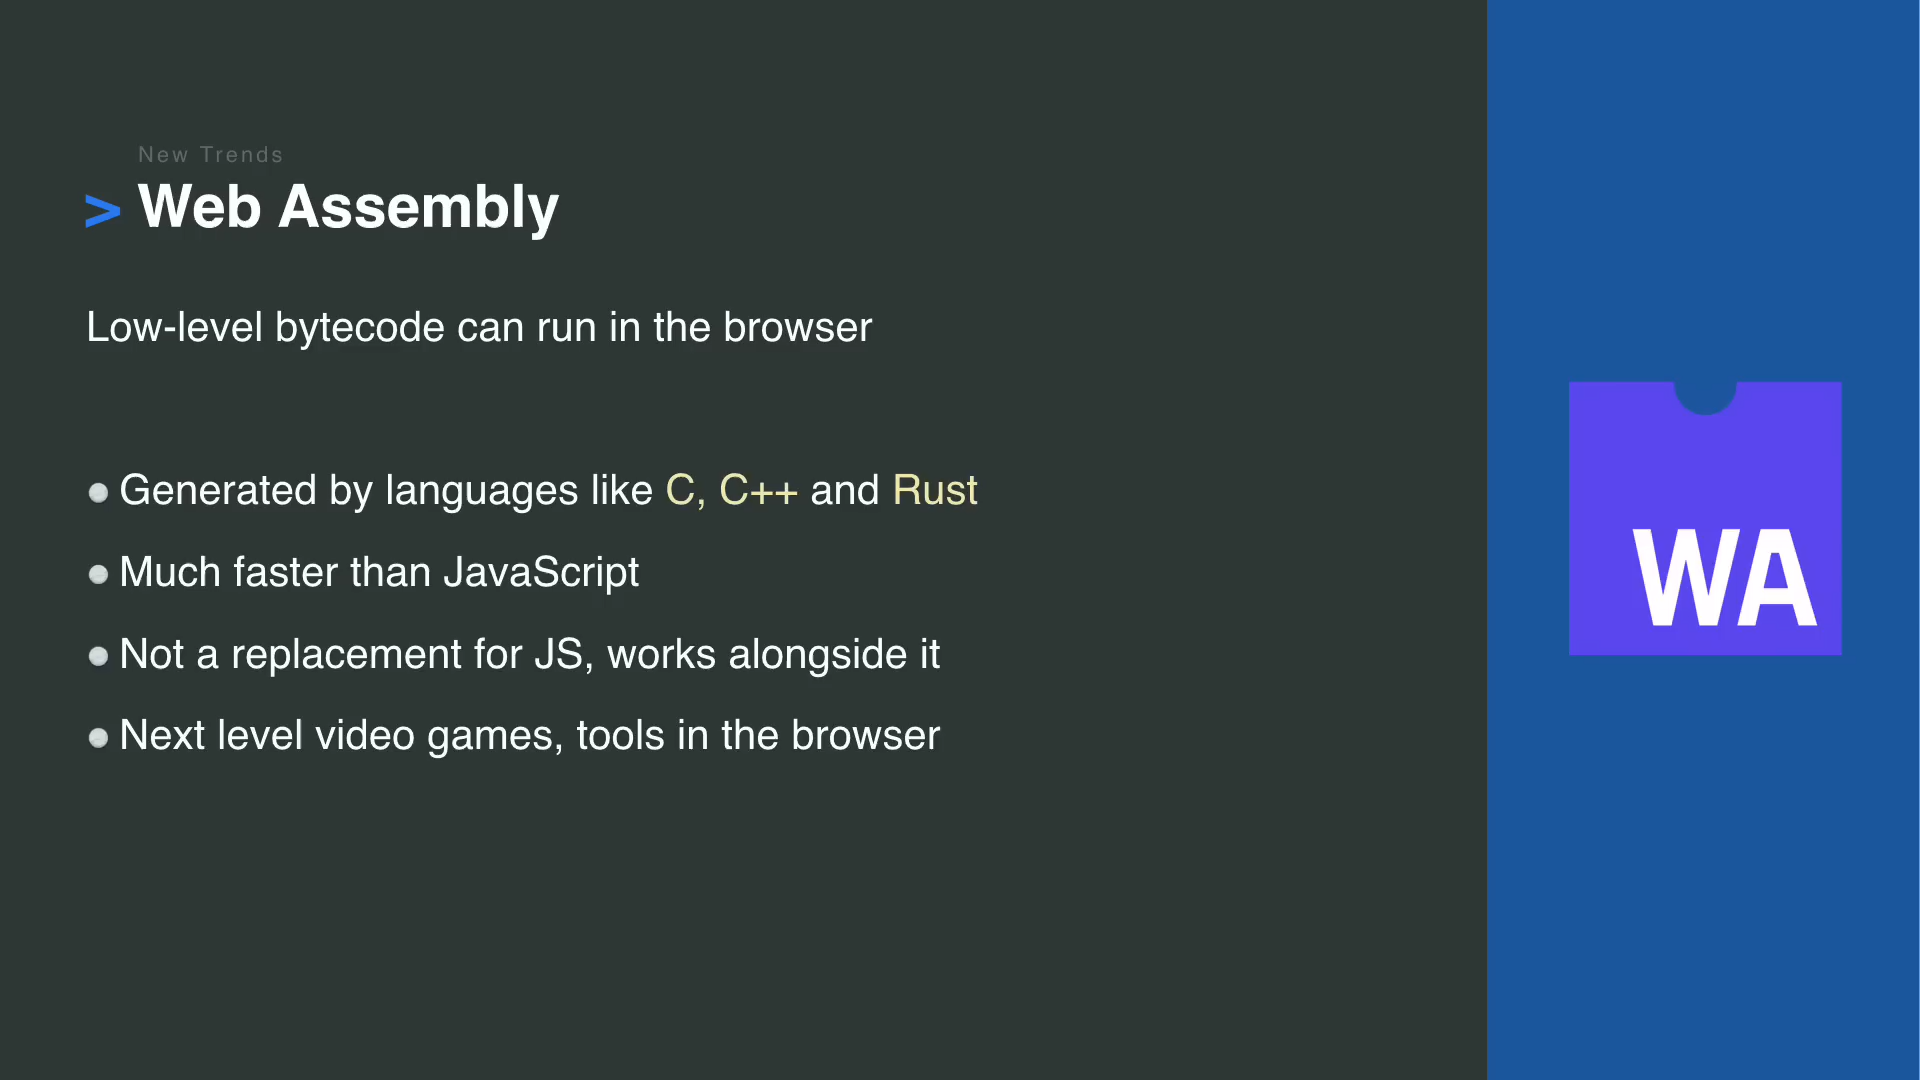 New Trends
> Web Assembly
Low-level bytecode can run in the browser
Generated by languages like C, C++ and Rust
Much faster than JavaScript
Not a replacement for JS, works alongside it
Next level video games, tools in the browser
WA